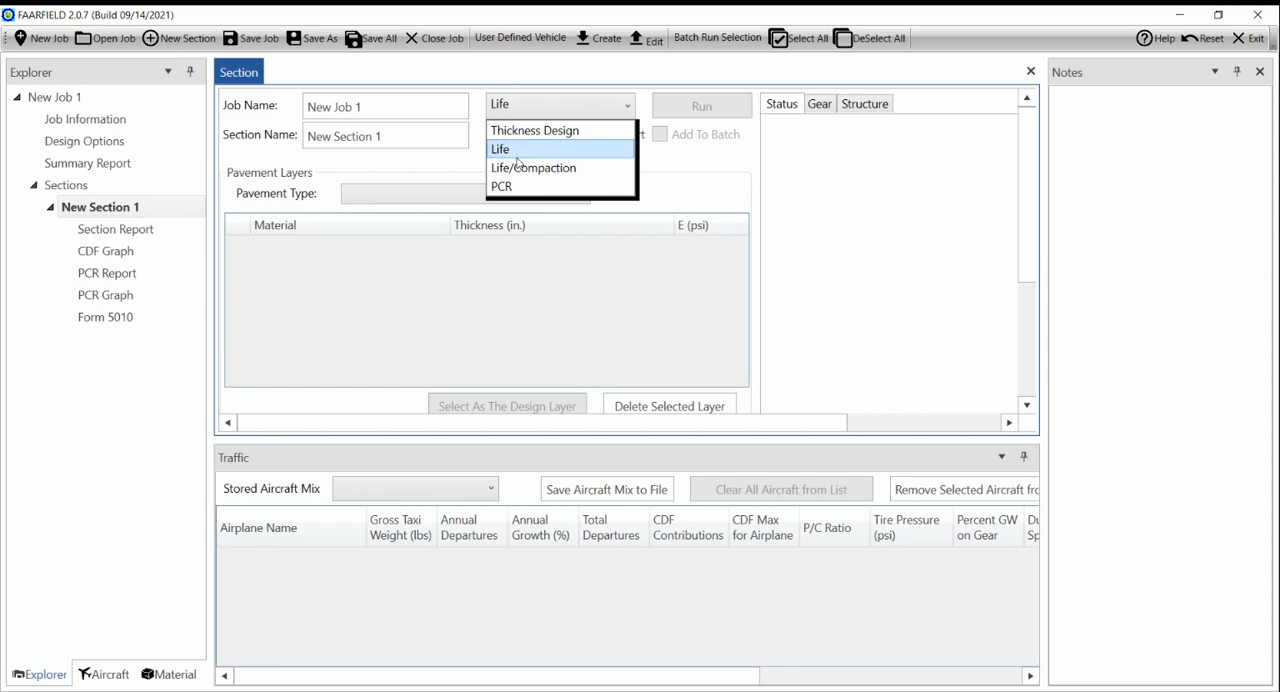 FAARFIELD 2.0.7 (Build 09/14/2021)
New Job Open Job New Section Save Job Save As Save All Close Job User Defined Vehicle Create Edit Batch Run Selection Select All DeSelect All Help Reset Exit
Explorer
New Job 1
Job Information
Design Options
Summary Report
Sections
New Section 1
Section Report
CDF Graph
PCR Report
PCR Graph
Form 5010
Explorer Aircraft Material
Section
Job Name: New Job 1 Life Run
Section Name: New Section 1 Add To Batch
Thickness Design
Life
Life/Compaction
PCR
Pavement Layers
Pavement Type:
Material Thickness (in.) E (psi)
Select As The Design Layer Delete Selected Layer
Status Gear Structure
Traffic
Stored Aircraft Mix Save Aircraft Mix to File Clear All Aircraft from List Remove Selected Aircraft
Airplane Name Gross Taxi Weight (lbs) Annual Departures Annual Growth (%) Total Departures CDF Contributions CDF Max for Airplane P/C Ratio Tire Pressure (psi) Percent GW on Gear
Notes